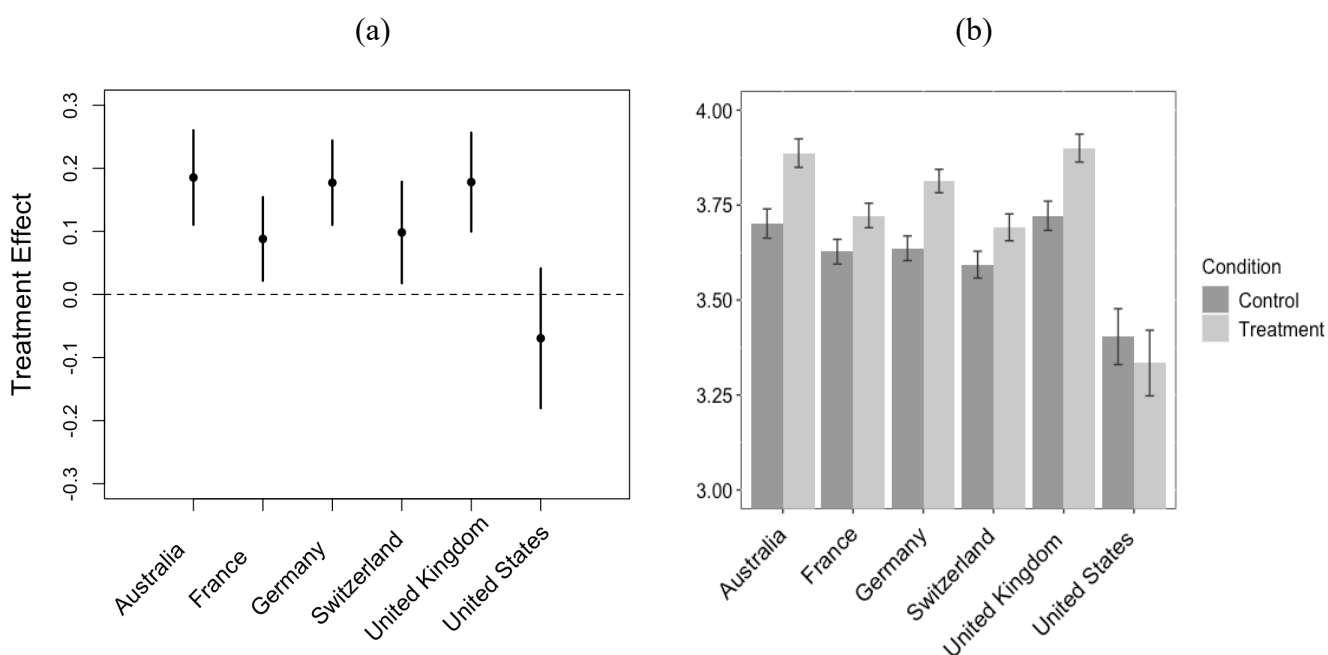 (a)
(b)
Treatment Effect
0.3
0.2
0.1
0.0
-0.1
-0.2
-0.3
Australia
France
Germany
Switzerland
United Kingdom
United States
4.00
3.75
3.50
3.25
3.00
Australia
France
Germany
Switzerland
United Kingdom
United States
Condition
Control
Treatment